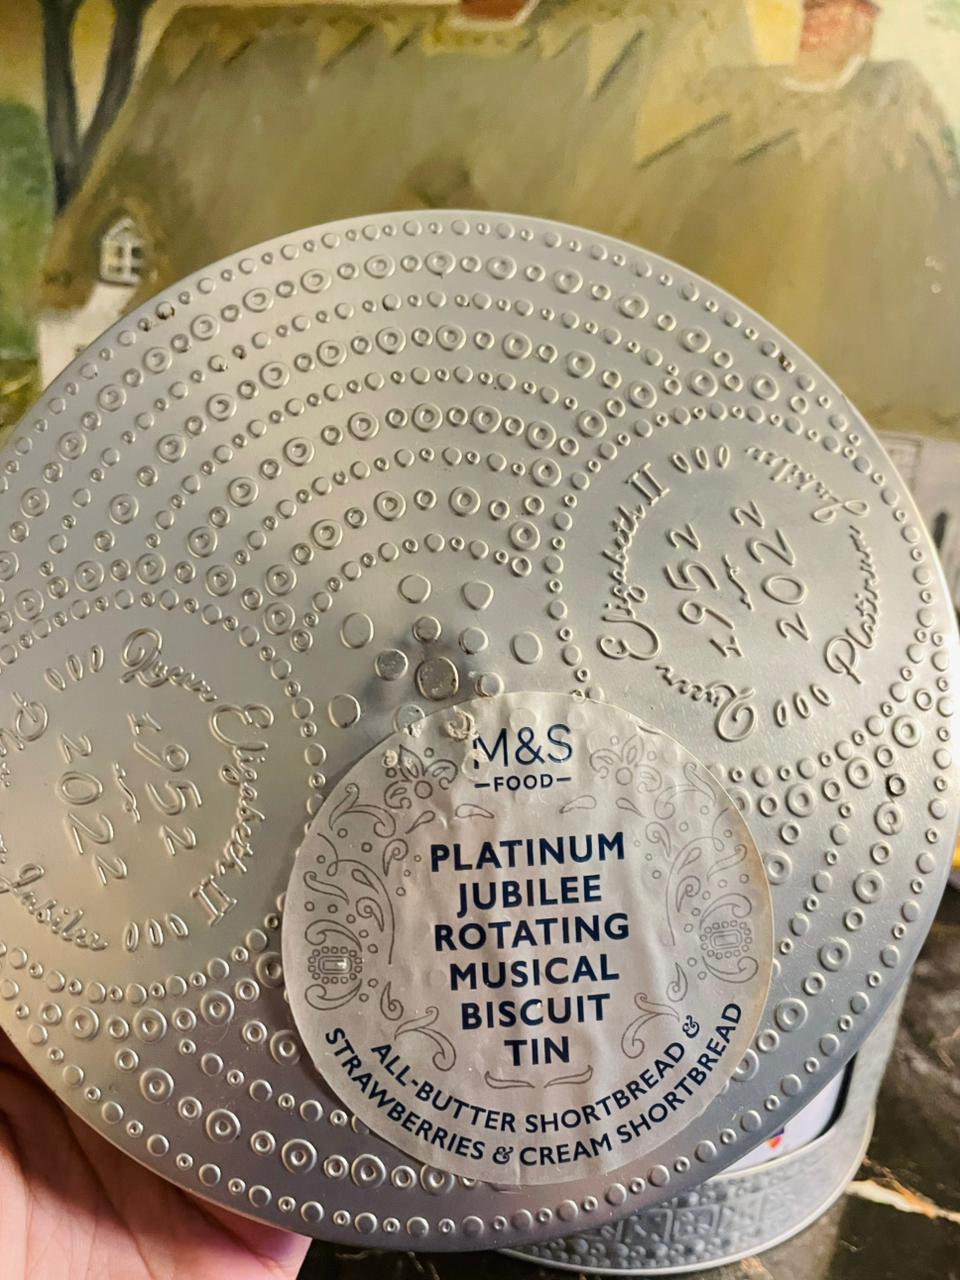 M&S
FOOD
PLATINUM
JUBILEE
ROTATING
MUSICAL
BISCUIT
TIN
ALL-BUTTER SHORTBREAD &
STRAWBERRIES & CREAM SHORTBREAD
Queen Elizabeth II
Platinum Jubilee
1952
2022
Queen Elizabeth II
Jubilee
1952
2022